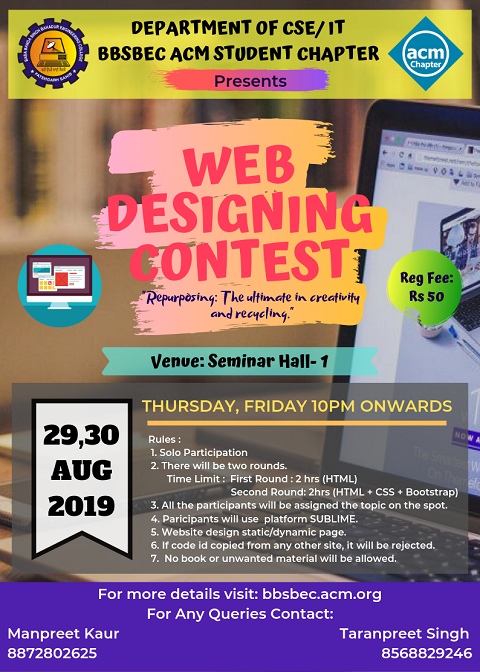 DEPARTMENT OF CSE/ IT
BBSBEC ACM STUDENT CHAPTER
acm
Chapter
Presents
WEB
DESIGNING
CONTEST
"Repurposing: The ultimate in creativity
and recycling."
Reg Fee:
Rs 50
Venue: Seminar Hall- 1
THURSDAY, FRIDAY 10PM ONWARDS
29,30
AUG
2019
Rules :
1. Solo Participation
2. There will be two rounds.
Time Limit : First Round : 2 hrs (HTML)
Second Round: 2hrs (HTML + CSS + Bootstrap)
3. All the participants will be assigned the topic on the spot.
4. Paricipants will use platform SUBLIME.
5. Website design static/dynamic page.
6. If code id copied from any other site, it will be rejected.
7. No book or unwanted material will be allowed.
For more details visit: bbsbec.acm.org
For Any Queries Contact:
Manpreet Kaur
8872802625
Taranpreet Singh
8568829246